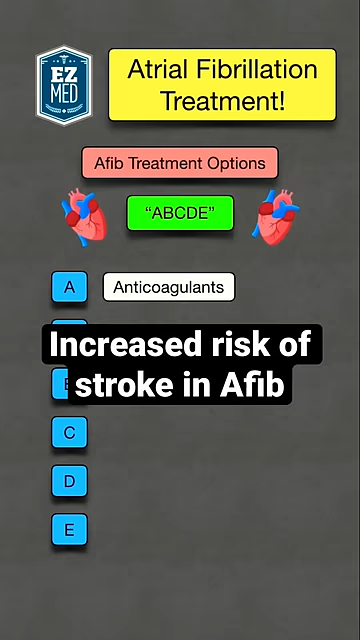 EZ
MED
Atrial Fibrillation
Treatment!
Afib Treatment Options
“ABCDE”
A
Anticoagulants
Increased risk of
stroke in Afib
C
D
E